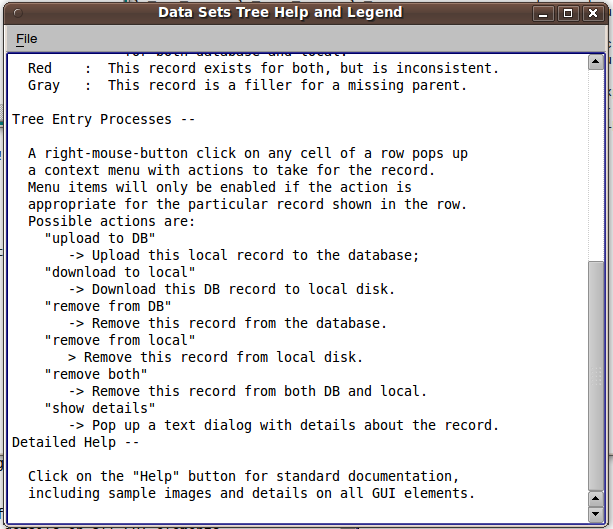 Data Sets Tree Help and Legend
File
for both database and local.
Red    :  This record exists for both, but is inconsistent.
Gray   :  This record is a filler for a missing parent.
Tree Entry Processes --
A right-mouse-button click on any cell of a row pops up
a context menu with actions to take for the record.
Menu items will only be enabled if the action is
appropriate for the particular record shown in the row.
Possible actions are:
"upload to DB"
-> Upload this local record to the database;
"download to local"
-> Download this DB record to local disk.
"remove from DB"
-> Remove this record from the database.
"remove from local"
> Remove this record from local disk.
"remove both"
-> Remove this record from both DB and local.
"show details"
-> Pop up a text dialog with details about the record.
Detailed Help --
Click on the "Help" button for standard documentation,
including sample images and details on all GUI elements.